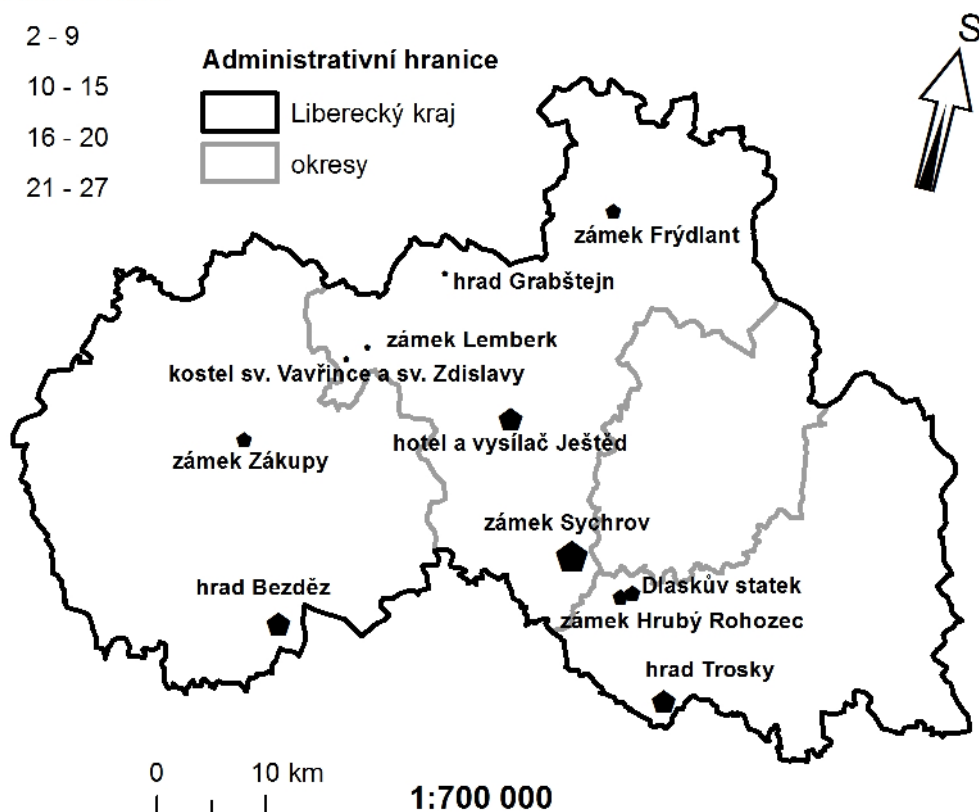 2 - 9
10 - 15
16 - 20
21 - 27
Administrativní hranice
Liberecký kraj
okresy
S
zámek Frýdlant
hrad Grabštejn
zámek Lemberk
kostel sv. Vavřince a sv. Zdislavy
hotel a vysílač Ještěd
zámek Zákupy
zámek Sychrov
hrad Bezděz
Dlaskův statek
zámek Hrubý Rohozec
hrad Trosky
0 10 km
1:700 000